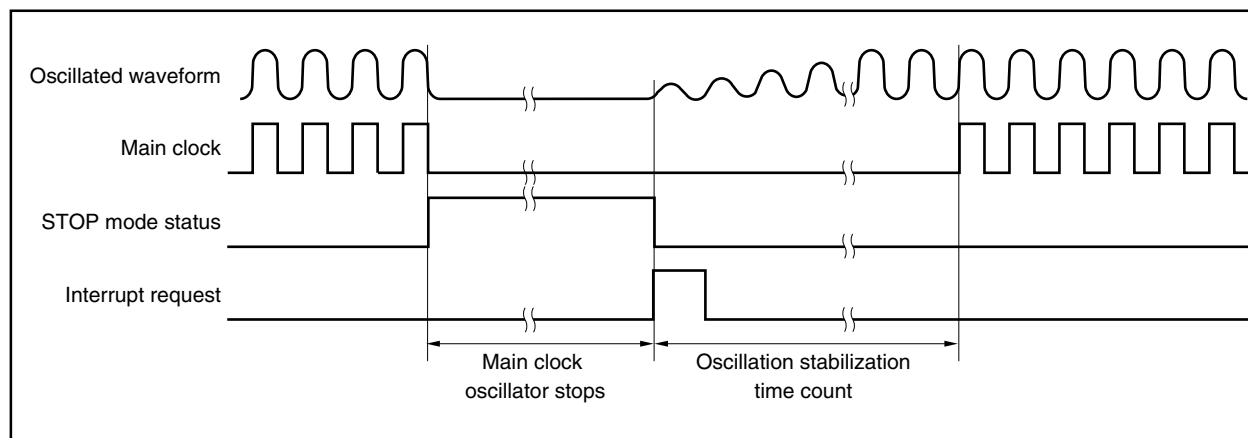 Oscillated waveform
Main clock
STOP mode status
Interrupt request
Main clock
oscillator stops
Oscillation stabilization
time count